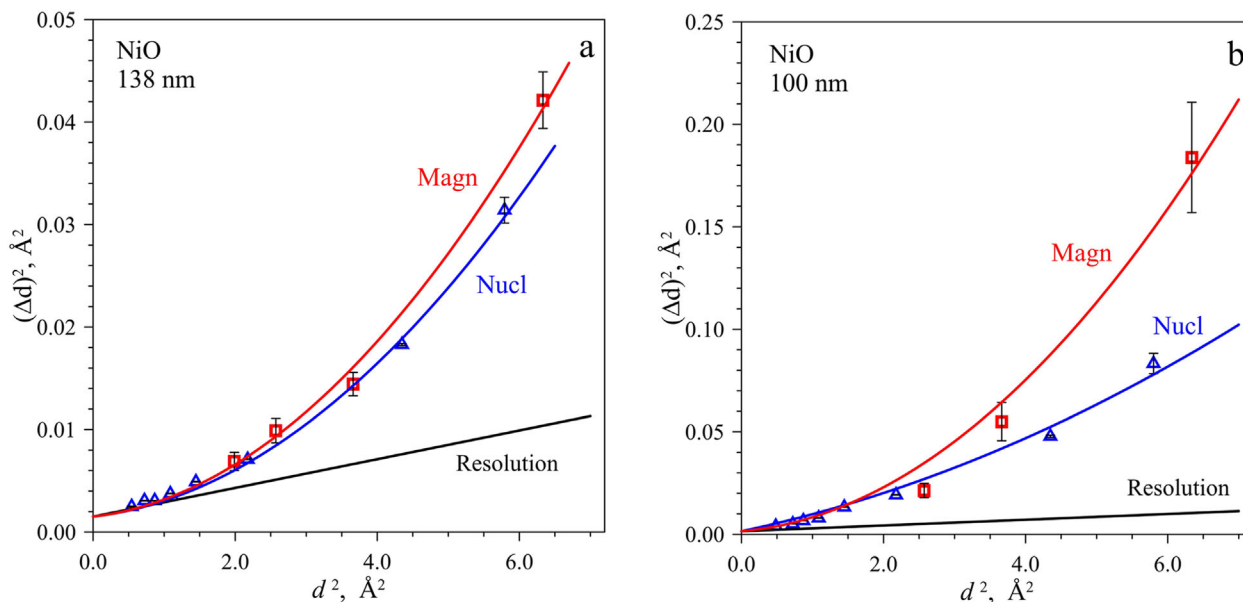 a
NiO
138 nm
(Δd)², Å²
0.05
0.04
0.03
0.02
0.01
0.00
Magn
Nucl
Resolution
0.0 2.0 4.0 6.0
d ², Å²
b
NiO
100 nm
(Δd)², Å²
0.25
0.20
0.15
0.10
0.05
0.00
Magn
Nucl
Resolution
0.0 2.0 4.0 6.0
d ², Å²